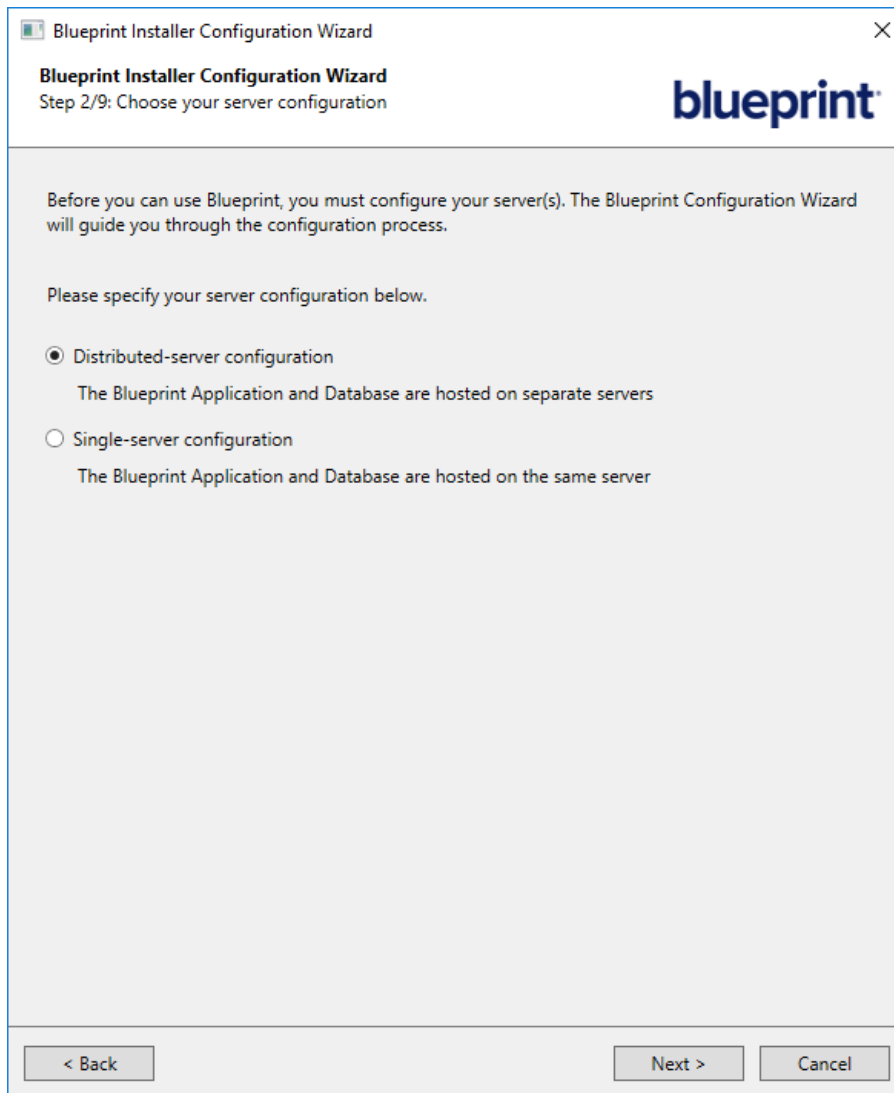 Blueprint Installer Configuration Wizard
Blueprint Installer Configuration Wizard
Step 2/9: Choose your server configuration
blueprint
Before you can use Blueprint, you must configure your server(s). The Blueprint Configuration Wizard
will guide you through the configuration process.
Please specify your server configuration below.
Distributed-server configuration
The Blueprint Application and Database are hosted on separate servers
Single-server configuration
The Blueprint Application and Database are hosted on the same server
< Back
Next >
Cancel